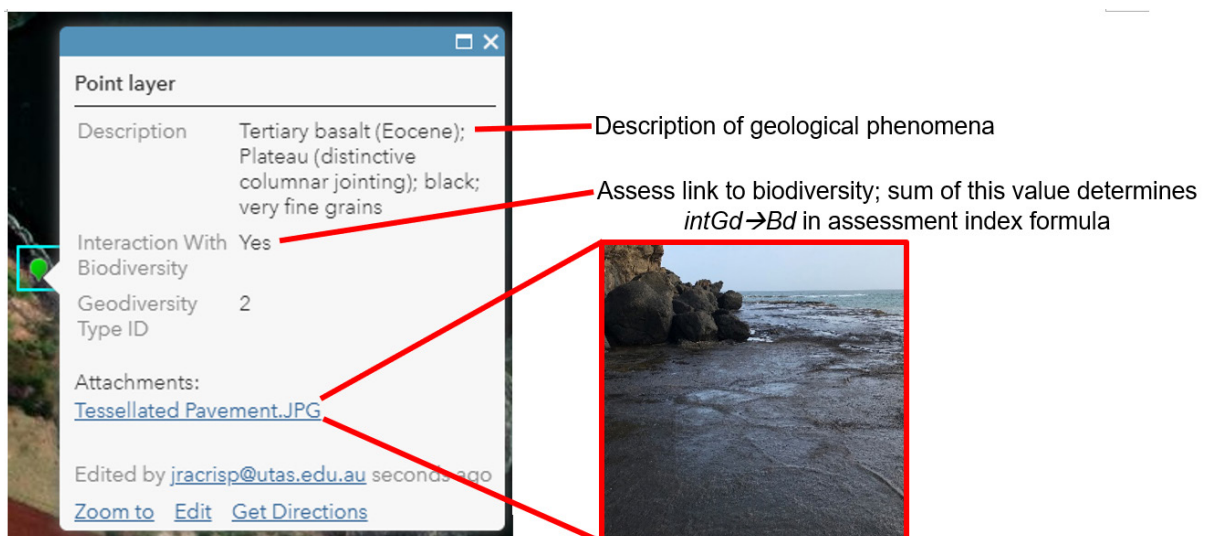 Point layer
Description Tertiary basalt (Eocene);
Plateau (distinctive
columnar jointing); black;
very fine grains
Interaction With Yes
Biodiversity
Geodiversity 2
Type ID
Attachments:
Tessellated Pavement.JPG
Edited by jracrisp@utas.edu.au seconds ago
Zoom to Edit Get Directions
Description of geological phenomena
Assess link to biodiversity; sum of this value determines
intGd→Bd in assessment index formula